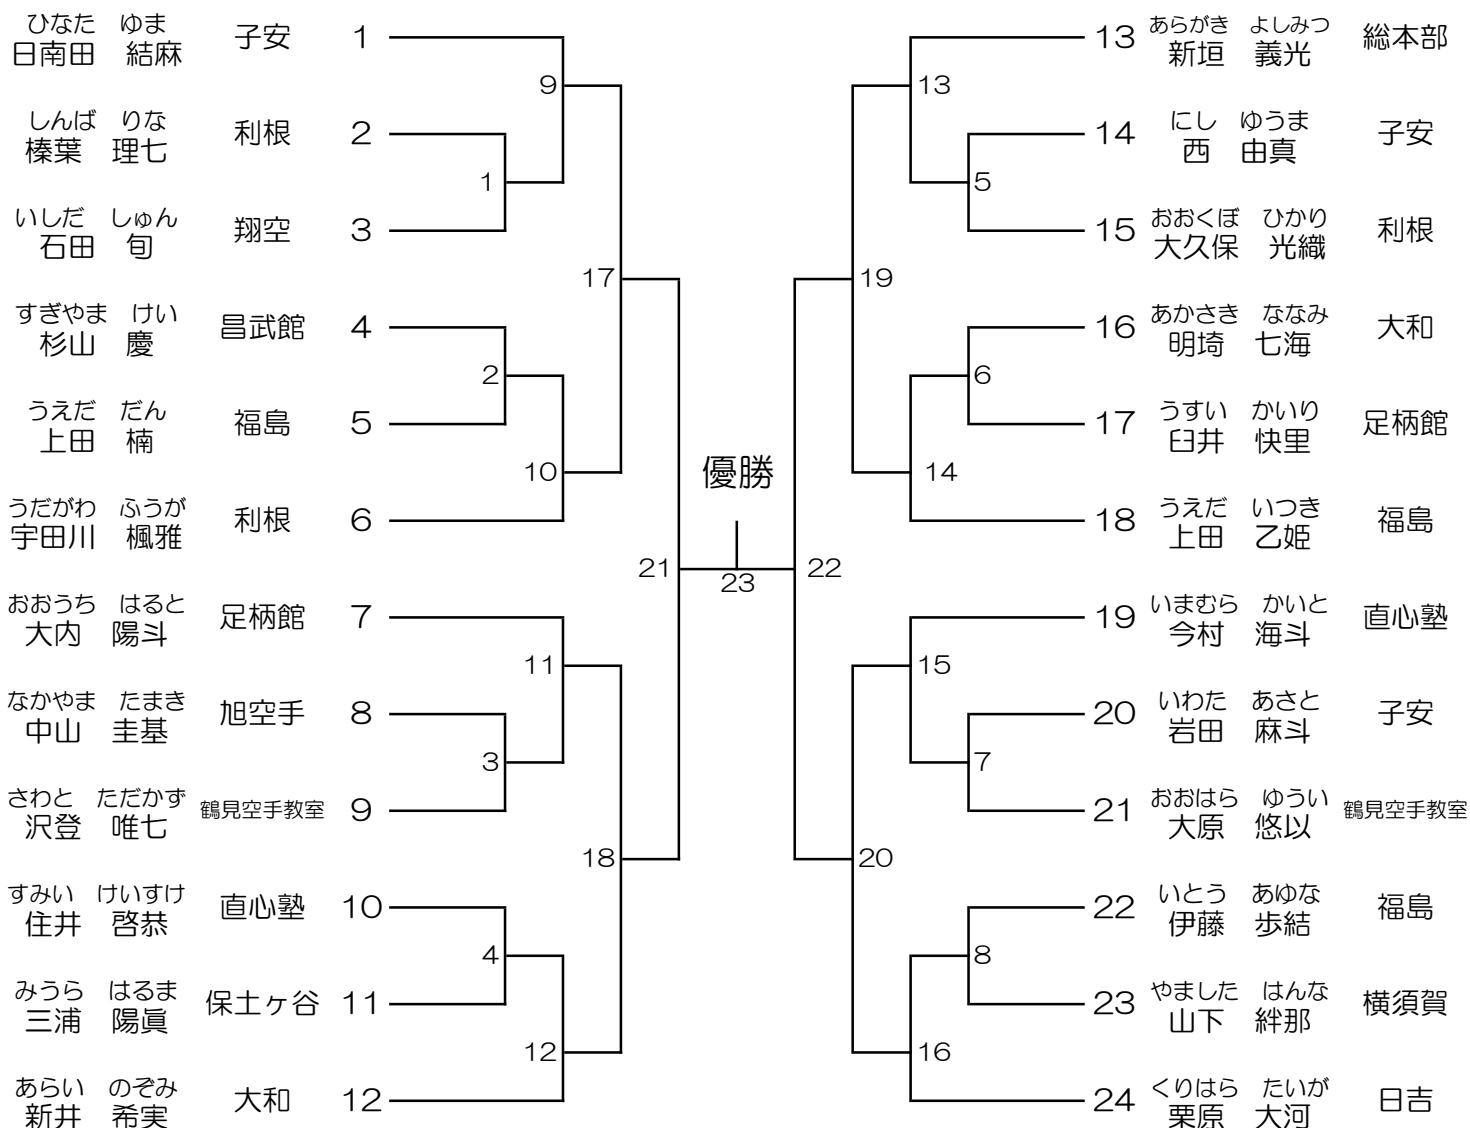 ひなた ゆま
日南田 結麻 子安 1
しんば りな
榛葉 理七 利根 2
いしだ しゅん
石田 旬 翔空 3
すぎやま けい
杉山 慶 昌武館 4
うえだ だん
上田 楠 福島 5
うだがわ ふうが
宇田川 楓雅 利根 6
おおうち はると
大内 陽斗 足柄館 7
なかやま たまき
中山 圭基 旭空手 8
さわと ただかず
沢登 唯七 鶴見空手教室 9
すみい けいすけ
住井 啓恭 直心塾 10
みうら はるま
三浦 陽眞 保土ヶ谷 11
あらい のぞみ
新井 希実 大和 12
9
1
17
2
10
21
11
3
18
4
12
優勝
23
13
5
19
6
14
22
15
7
20
8
16
あらがき よしみつ
13 新垣 義光 総本部
にし ゆうま
14 西 由真 子安
おおくぼ ひかり
15 大久保 光織 利根
あかさき ななみ
16 明埼 七海 大和
うすい かいり
17 臼井 快里 足柄館
うえだ いつき
18 上田 乙姫 福島
いまむら かいと
19 今村 海斗 直心塾
いわた あさと
20 岩田 麻斗 子安
おおはら ゆうい
21 大原 悠以 鶴見空手教室
いとう あゆな
22 伊藤 歩結 福島
やました はんな
23 山下 絆那 横須賀
くりはら たいが
24 栗原 大河 日吉